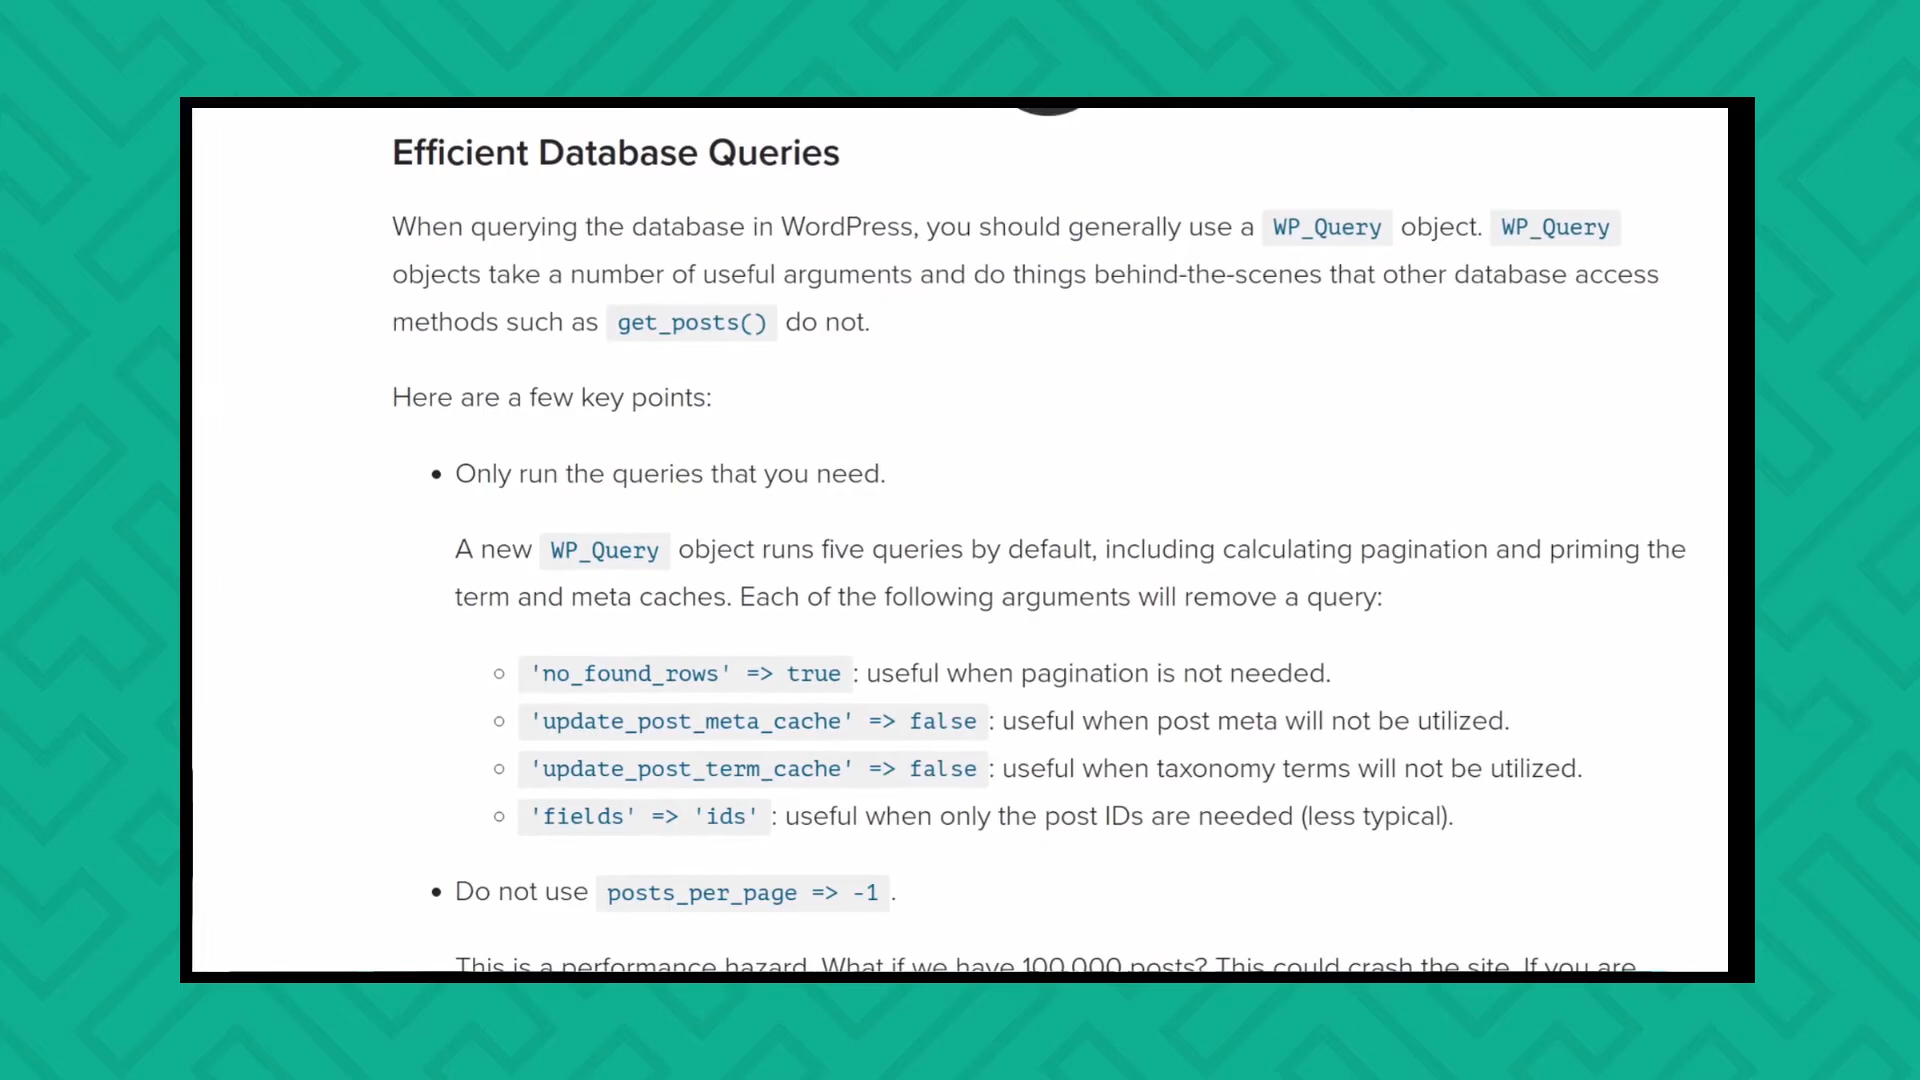 Efficient Database Queries
When querying the database in WordPress, you should generally use a WP_Query object. WP_Query
objects take a number of useful arguments and do things behind-the-scenes that other database access
methods such as get_posts() do not.
Here are a few key points:
• Only run the queries that you need.
A new WP_Query object runs five queries by default, including calculating pagination and priming the
term and meta caches. Each of the following arguments will remove a query:
○ 'no_found_rows' => true : useful when pagination is not needed.
○ 'update_post_meta_cache' => false : useful when post meta will not be utilized.
○ 'update_post_term_cache' => false : useful when taxonomy terms will not be utilized.
○ 'fields' => 'ids' : useful when only the post IDs are needed (less typical).
• Do not use posts_per_page => -1 .
This is a performance hazard. What if we have 100,000 posts? This could crash the site. If you are